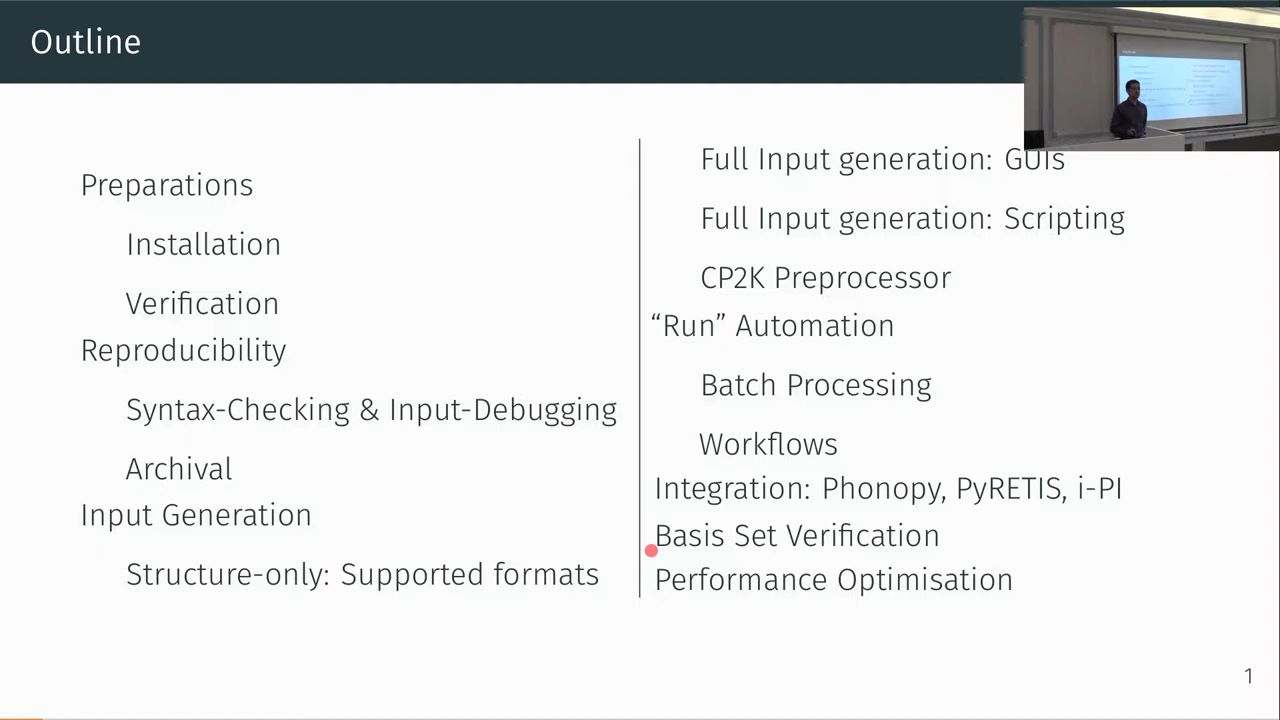 Outline
Preparations
Installation
Verification
Reproducibility
Syntax-Checking & Input-Debugging
Archival
Input Generation
Structure-only: Supported formats
Full Input generation: GUIs
Full Input generation: Scripting
CP2K Preprocessor
“Run” Automation
Batch Processing
Workflows
Integration: Phonopy, PyRETIS, i-PI
Basis Set Verification
Performance Optimisation
1